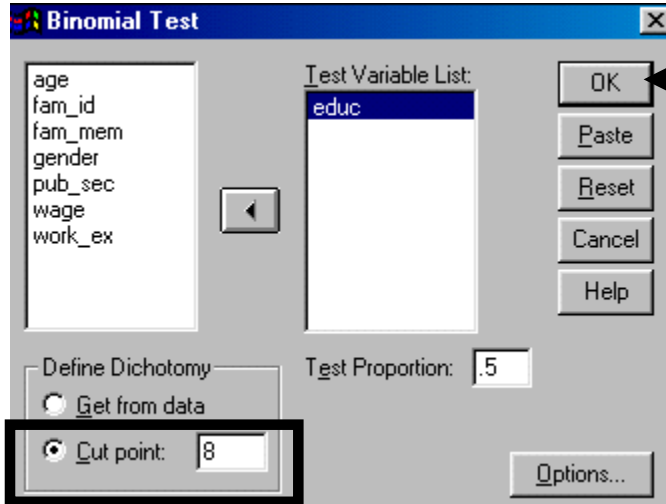 Binomial Test
age
fam_id
fam_mem
gender
pub_sec
wage
work_ex
Test Variable List:
educ
OK
Paste
Reset
Cancel
Help
Define Dichotomy
Get from data
Cut point: 8
Test Proportion: .5
Options...